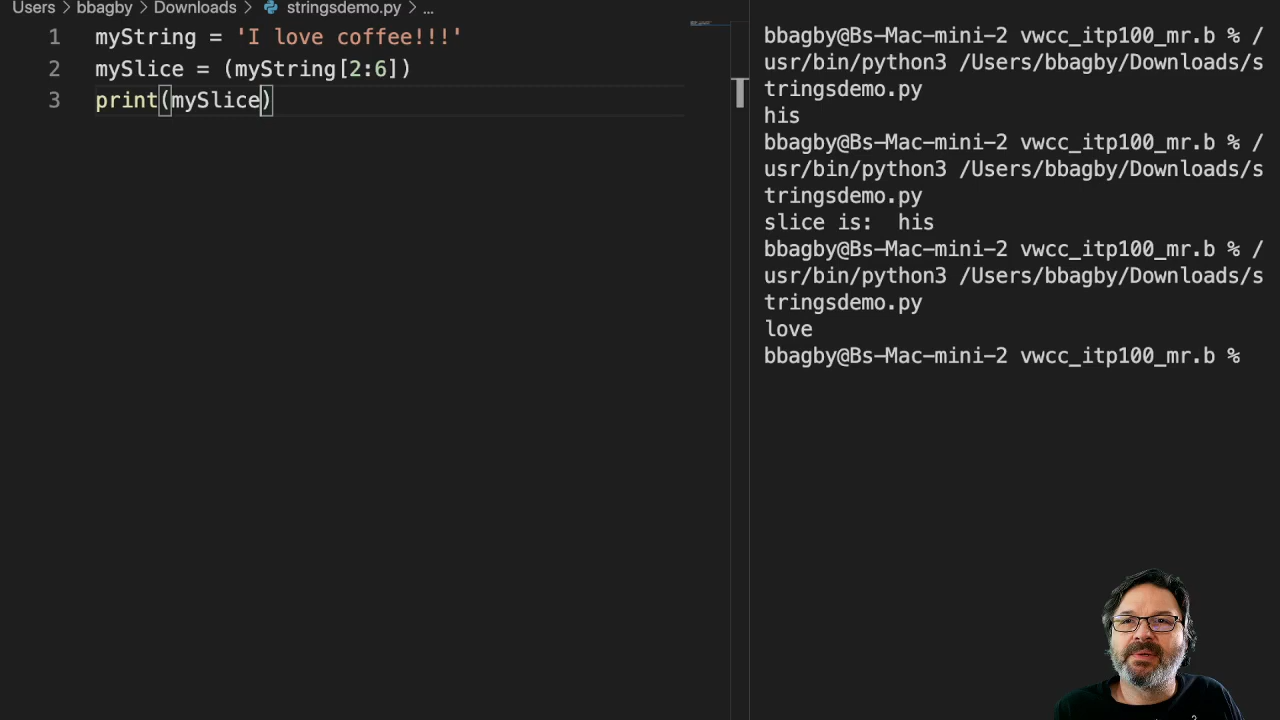 Users > bbagby > Downloads > stringsdemo.py > ...
1 myString = 'I love coffee!!!'
2 mySlice = (myString[2:6])
3 print(mySlice)
bbagby@Bs-Mac-mini-2 vwcc_itp100_mr.b % /
usr/bin/python3 /Users/bbagby/Downloads/s
tringsdemo.py
his
bbagby@Bs-Mac-mini-2 vwcc_itp100_mr.b % /
usr/bin/python3 /Users/bbagby/Downloads/s
tringsdemo.py
slice is:  his
bbagby@Bs-Mac-mini-2 vwcc_itp100_mr.b % /
usr/bin/python3 /Users/bbagby/Downloads/s
tringsdemo.py
love
bbagby@Bs-Mac-mini-2 vwcc_itp100_mr.b %